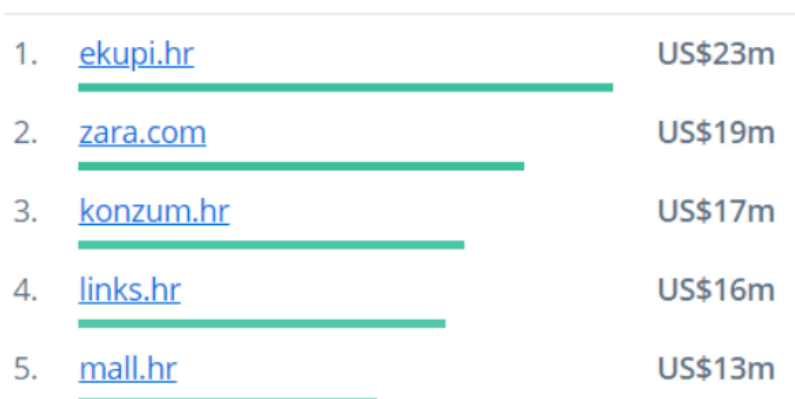 1. ekupi.hr US$23m
2. zara.com US$19m
3. konzum.hr US$17m
4. links.hr US$16m
5. mall.hr US$13m